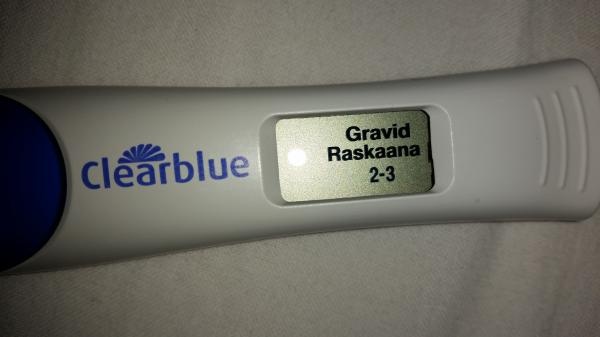 Clearblue
Gravid
Raskaana
2-3